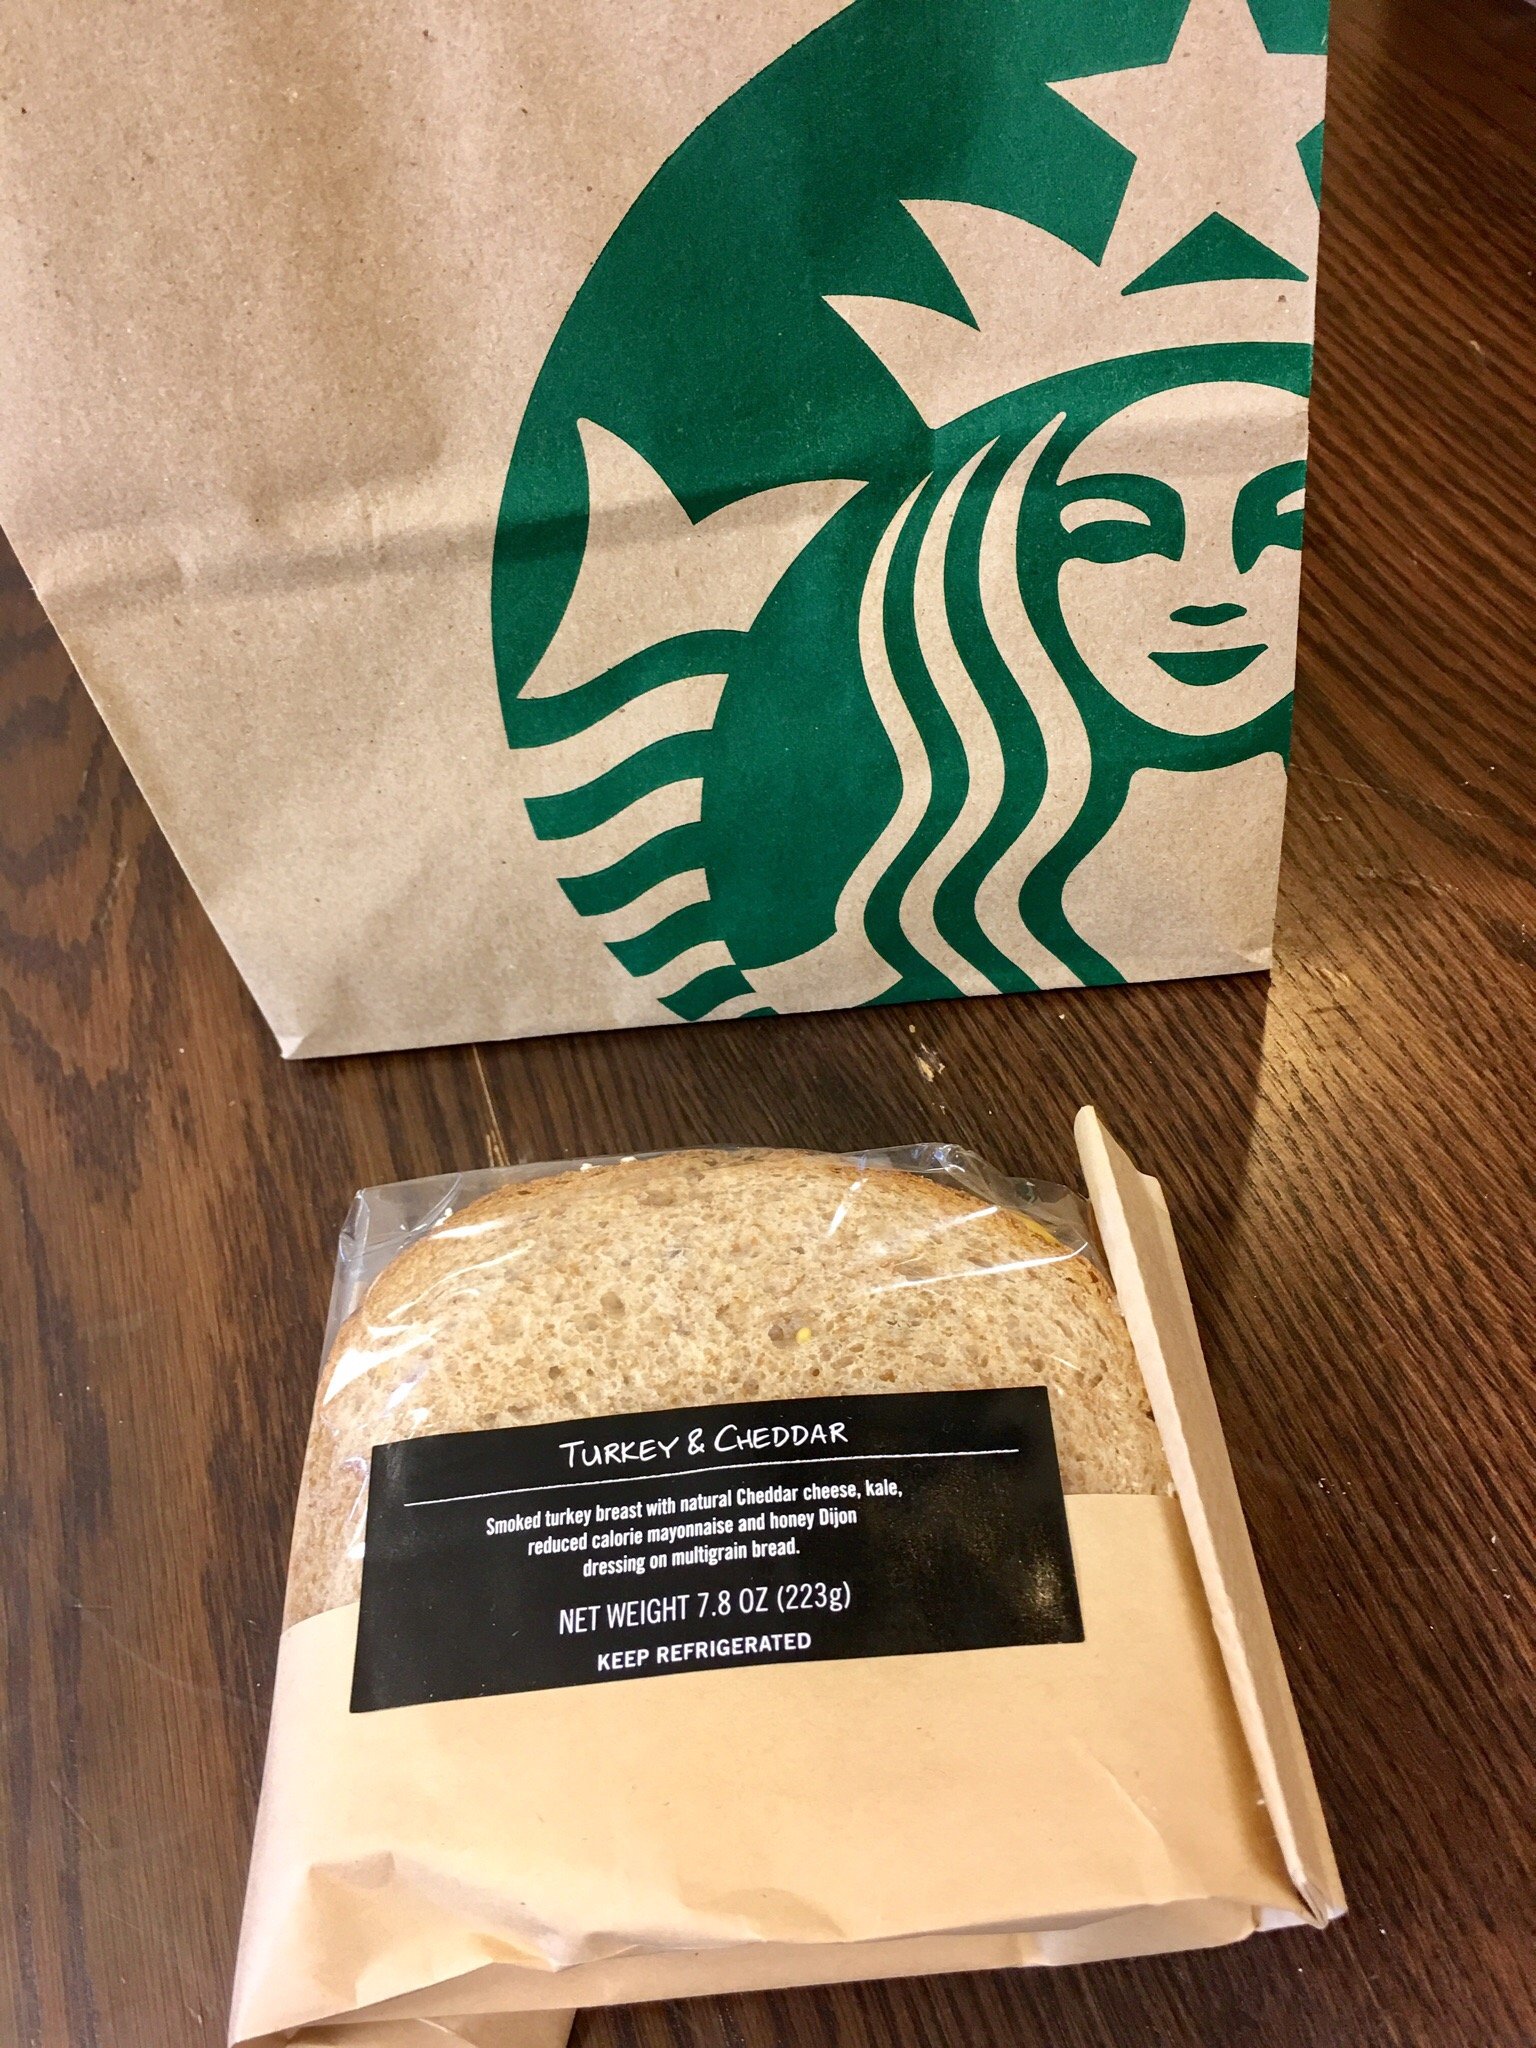 TURKEY & CHEDDAR
Smoked turkey breast with natural Cheddar cheese, kale,
reduced calorie mayonnaise and honey Dijon
dressing on multigrain bread.
NET WEIGHT 7.8 OZ (223g)
KEEP REFRIGERATED